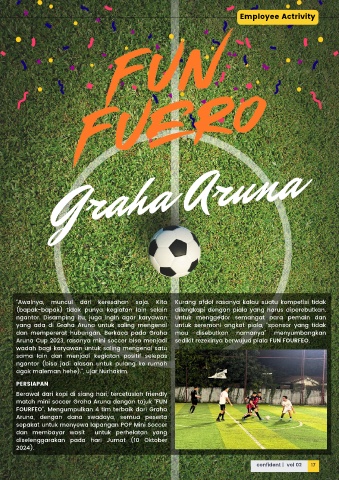 Employee Actrivity
FUN
FUERO
Graha Aruna
"Awalnya, muncul dari keresahan saja. Kita
(bapak-bapak) tidak punya kegiatan lain selain
ngantor. Disamping itu, juga ingin agar karyawan
yang ada di Graha Aruna untuk saling mengenal
dan mempererat hubungan. Berkaca pada Graha
Aruna Cup 2023, rasanya mini soccer bisa menjadi
wadah bagi karyawan untuk saling mengenal satu
sama lain dan menjadi kegiatan positif selepas
ngantor (bisa jadi alasan untuk pulang ke rumah
agak maleman hehe).", ujar Nurhakim.
PERSIAPAN
Berawal dari kopi di siang hari, tercetuslah friendly
match mini soccer Graha Aruna dengan tajuk "FUN
FOURFEO". Mengumpulkan 4 tim terbaik dari Graha
Aruna, dengan dana swadaya, semua peserta
sepakat untuk menyewa lapangan POP Mini Soccer
dan membayar wasit untuk perhelatan yang
diselenggarakan pada hari Jumat (10 Oktober
2024).
Kurang afdol rasanya kalau suatu kompetisi tidak
dilengkapi dengan piala yang harus diperebutkan.
Untuk menggedor semangat para pemain dan
untuk seremoni angkat piala, "sponsor yang tidak
mau disebutkan namanya" menyumbangkan
sedikit rezekinya berwujud piala FUN FOURFEO.
confident | vol 03 17